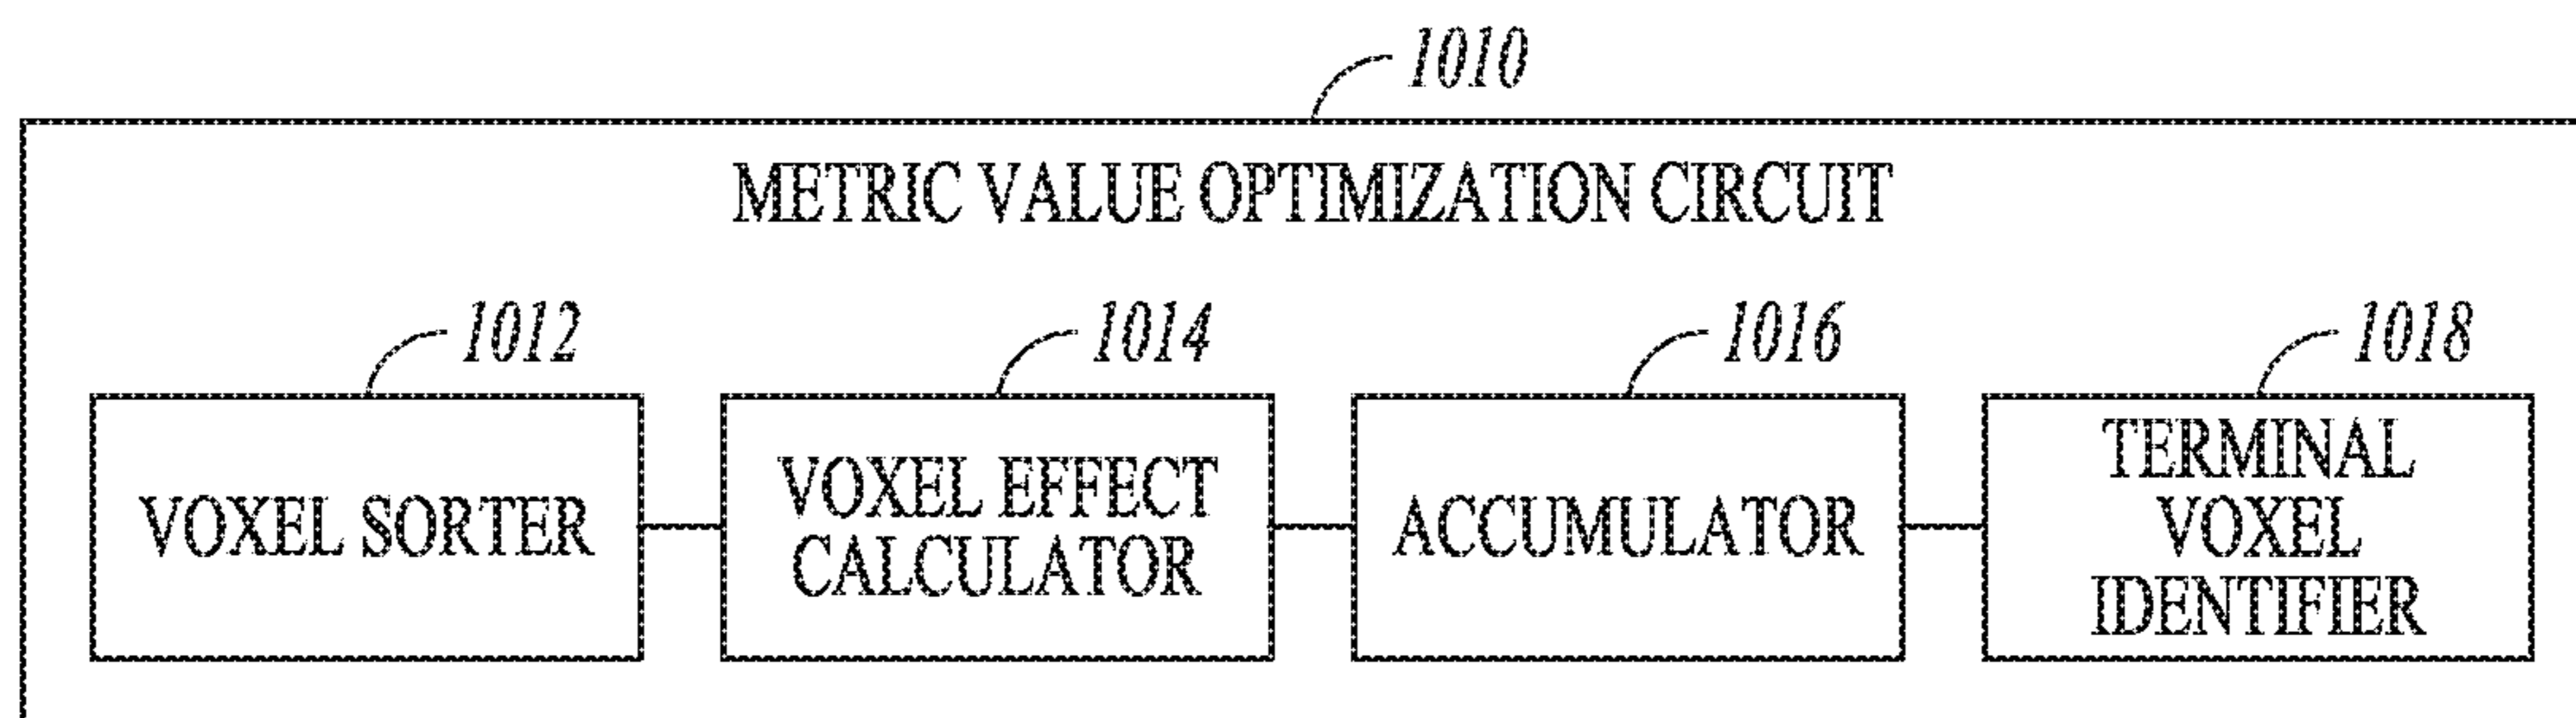 1010
METRIC VALUE OPTIMIZATION CIRCUIT
1012
1014
1016
1018
VOXEL SORTER
VOXEL EFFECT
CALCULATOR
ACCUMULATOR
TERMINAL
VOXEL
IDENTIFIER